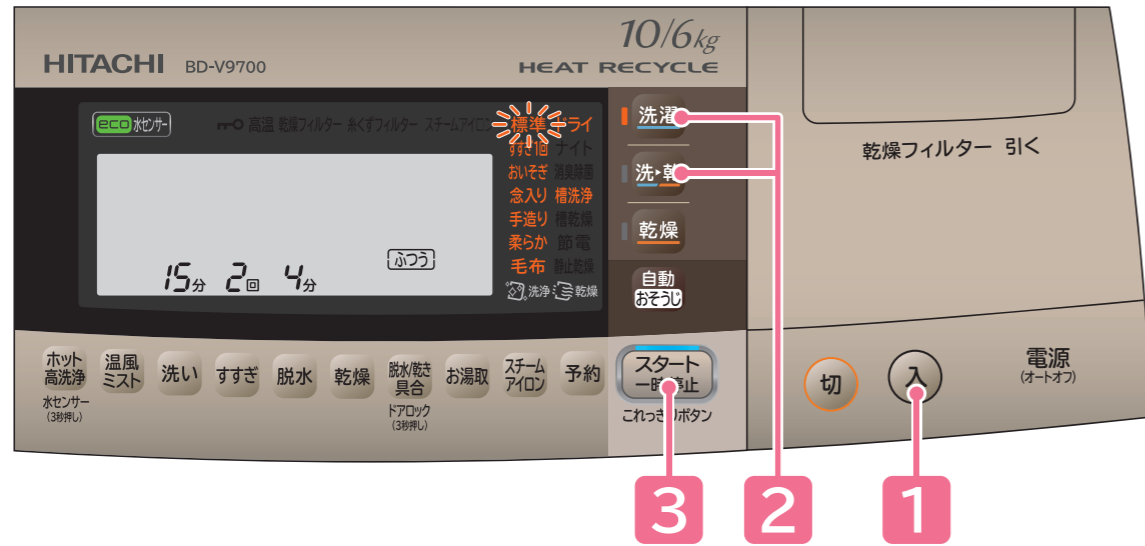 HITACHI BD-V9700
10/6kg
HEAT RECYCLE
eco水センサー
高温 乾燥フィルター 糸くずフィルター スチームアイロン
標準 ドライ
すすぎ1回 ナイト
おいそぎ 消臭除菌
念入り 槽洗浄
手造り 槽乾燥
柔らか 節電
毛布 静止乾燥
洗浄 乾燥
ふつう
15分 2回 4分
洗濯
洗▶乾
乾燥
自動
おそうじ
乾燥フィルター 引く
ホット
高洗浄
水センサー
(3秒押し)
温風
ミスト
洗い
すすぎ
脱水
乾燥
脱水/乾き
具合
ドアロック
(3秒押し)
お湯取
スチーム
アイロン
予約
スタート
一時停止
これっきりボタン
切
入
電源
(オートオフ)
3 2 1